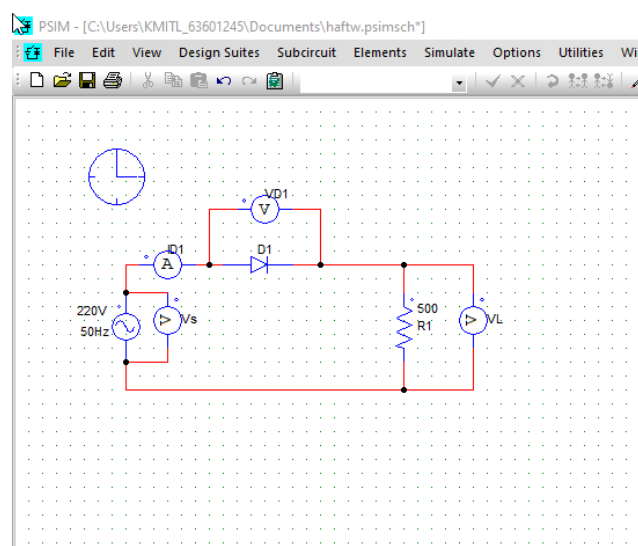 PSIM - [C:\Users\KMITL_63601245\Documents\haftw.psimsch*]
File Edit View Design Suites Subcircuit Elements Simulate Options Utilities Wi
VD1
V
ID1
D1
A
220V
50Hz
V
Vs
500
R1
V
VL